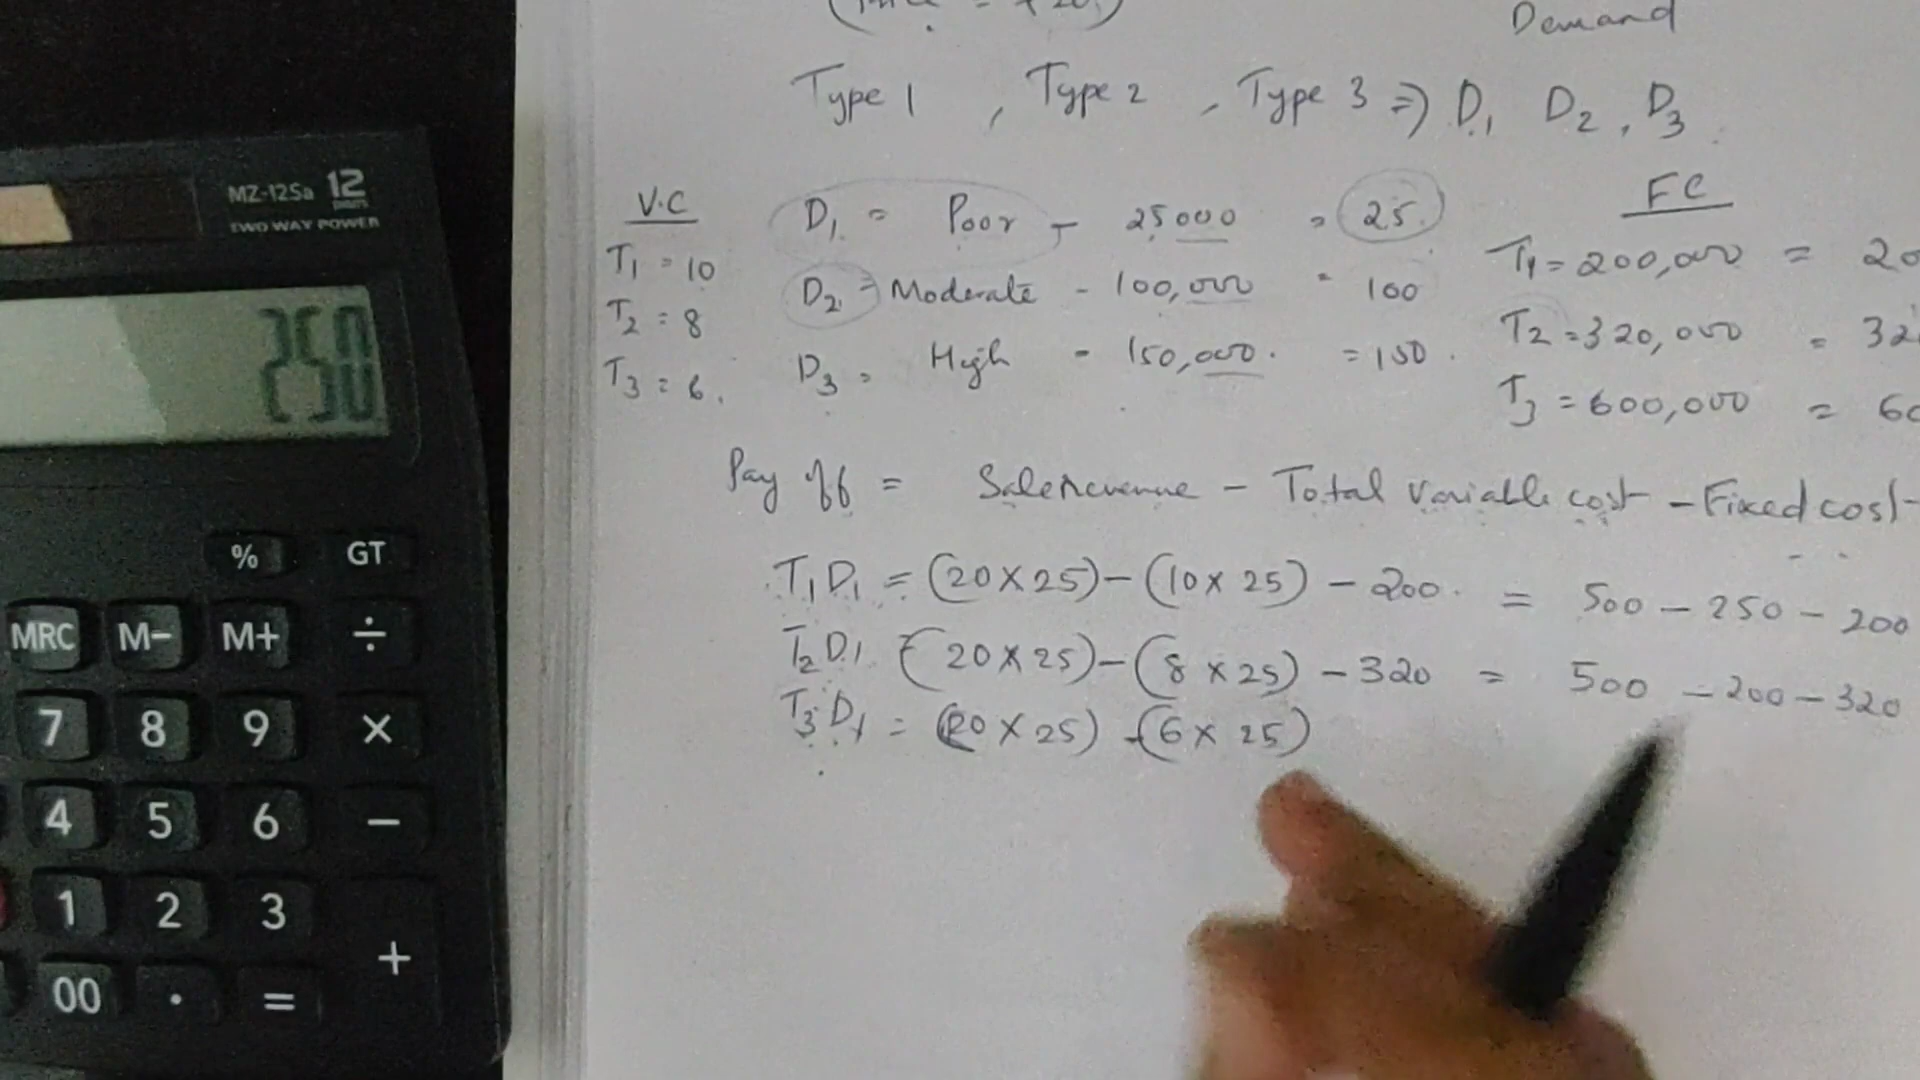 Demand
Type 1 , Type 2 , Type 3 ⇒ D1 D2, D3
V.C
T1 = 10
T2 = 8
T3 = 6.
D1 = Poor - 25000 = 25.
D2 = Moderate - 100,000 = 100
D3 = High - 150,000. = 150.
FC
T1 = 200,000 = 20
T2 = 320,000 = 32
T3 = 600,000 = 60
Pay off = Sale revenue - Total variable cost - Fixed cost
T1D1 = (20 X 25) - (10 X 25) - 200. = 500 - 250 - 200
T2D1 = (20 X 25) - (8 X 25) - 320 = 500 - 200 - 320
T3D1 = (20 X 25) - (6 X 25)
MZ-12Sa 12
TWO WAY POWER
250
% GT
MRC M- M+ ÷
7 8 9 ×
4 5 6 −
1 2 3
00 . = +